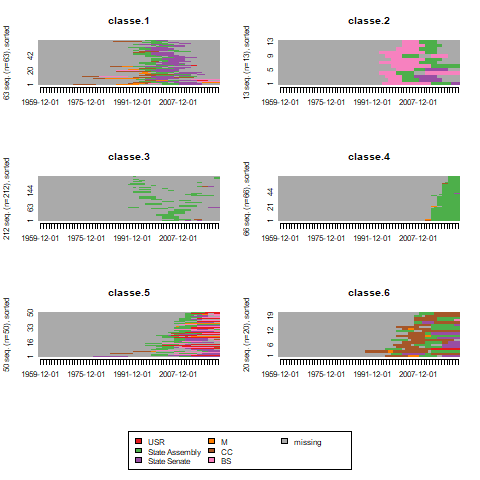 classe.1
63 seq. (n=63), sorted
1 20 42
1959-12-01 1975-12-01 1991-12-01 2007-12-01
classe.2
13 seq. (n=13), sorted
1 5 9 13
1959-12-01 1975-12-01 1991-12-01 2007-12-01
classe.3
212 seq. (n=212), sorted
1 63 144
1959-12-01 1975-12-01 1991-12-01 2007-12-01
classe.4
66 seq. (n=66), sorted
1 21 44
1959-12-01 1975-12-01 1991-12-01 2007-12-01
classe.5
50 seq. (n=50), sorted
1 16 33 50
1959-12-01 1975-12-01 1991-12-01 2007-12-01
classe.6
20 seq. (n=20), sorted
1 6 12 19
1959-12-01 1975-12-01 1991-12-01 2007-12-01
USR M missing
State Assembly CC
State Senate BS